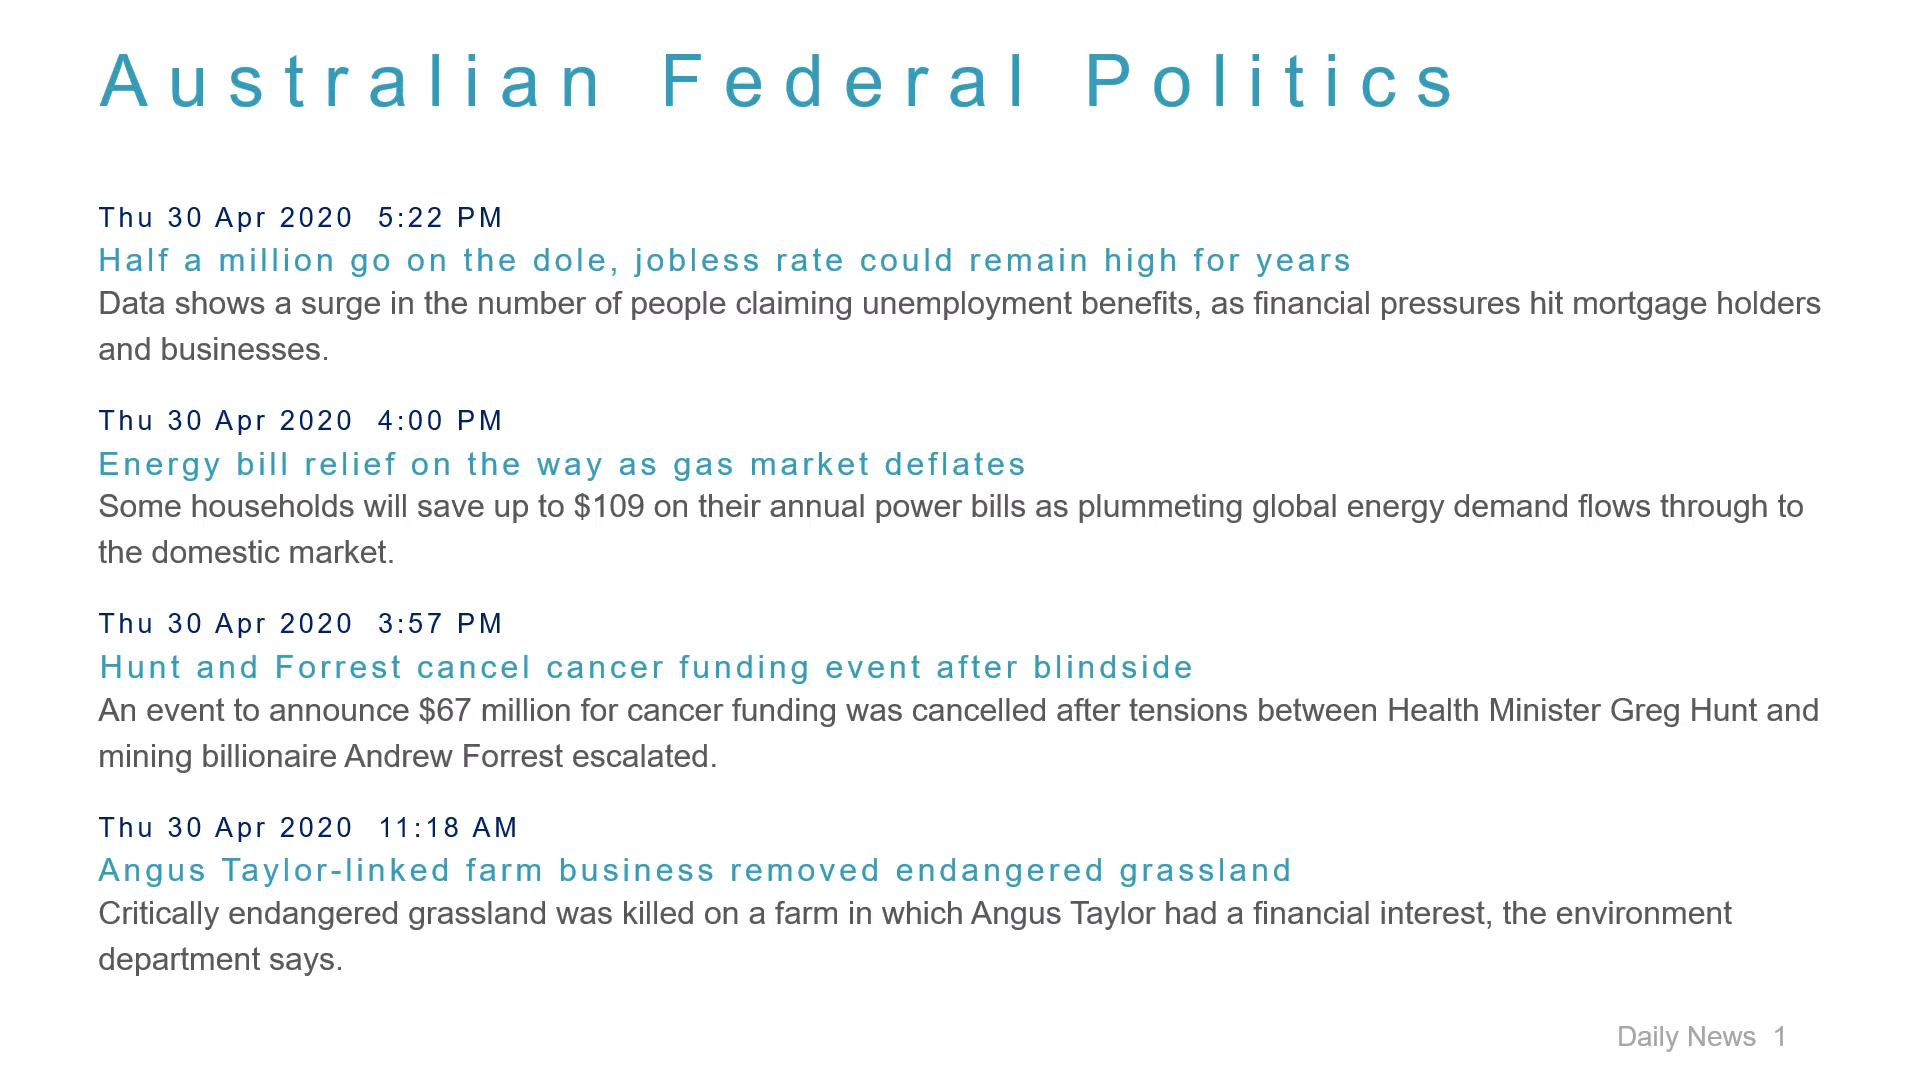 Australian Federal Politics
Thu 30 Apr 2020 5:22 PM
Half a million go on the dole, jobless rate could remain high for years
Data shows a surge in the number of people claiming unemployment benefits, as financial pressures hit mortgage holders
and businesses.
Thu 30 Apr 2020 4:00 PM
Energy bill relief on the way as gas market deflates
Some households will save up to $109 on their annual power bills as plummeting global energy demand flows through to
the domestic market.
Thu 30 Apr 2020 3:57 PM
Hunt and Forrest cancel cancer funding event after blindside
An event to announce $67 million for cancer funding was cancelled after tensions between Health Minister Greg Hunt and
mining billionaire Andrew Forrest escalated.
Thu 30 Apr 2020 11:18 AM
Angus Taylor-linked farm business removed endangered grassland
Critically endangered grassland was killed on a farm in which Angus Taylor had a financial interest, the environment
department says.
Daily News 1